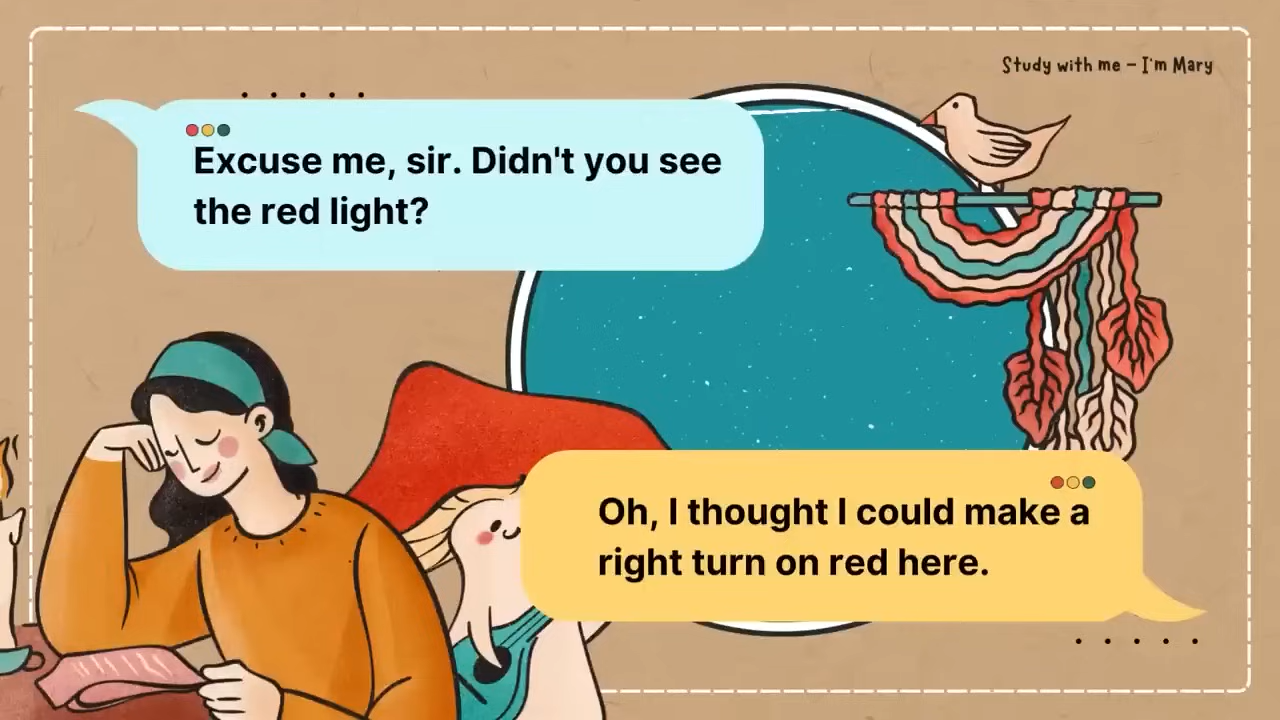 Study with me - I'm Mary
Excuse me, sir. Didn't you see
the red light?
Oh, I thought I could make a
right turn on red here.